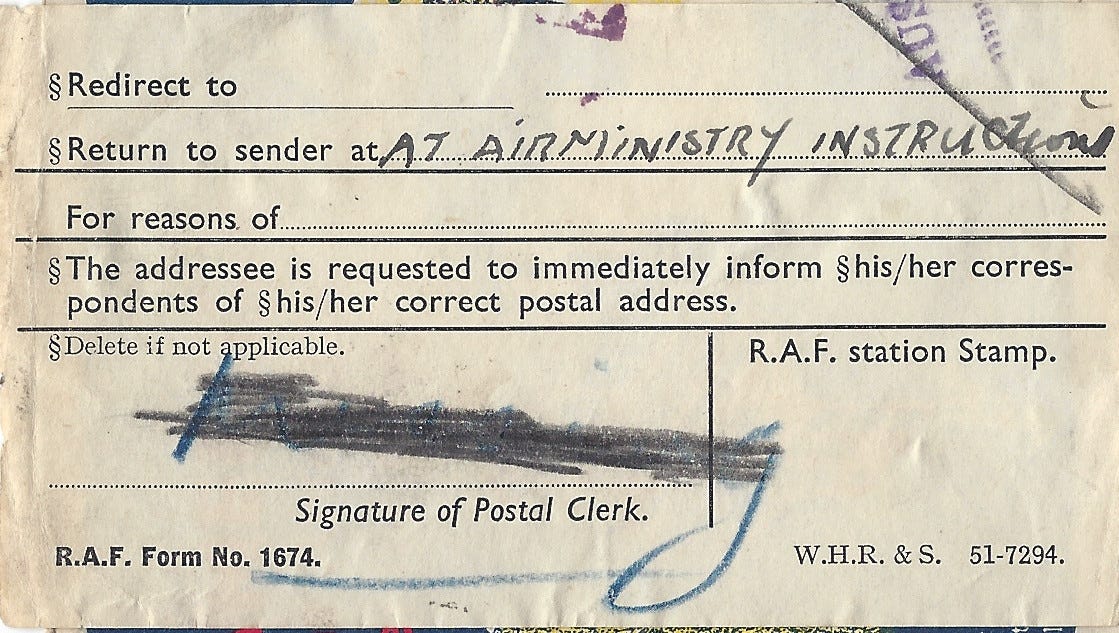 AUS
§ Redirect to
§ Return to sender at AT AIRMINISTRY INSTRUCTIONS
For reasons of
§ The addressee is requested to immediately inform § his/her corres-
pondents of § his/her correct postal address.
§ Delete if not applicable.
R.A.F. station Stamp.
Signature of Postal Clerk.
R.A.F. Form No. 1674.
W.H.R. & S. 51-7294.